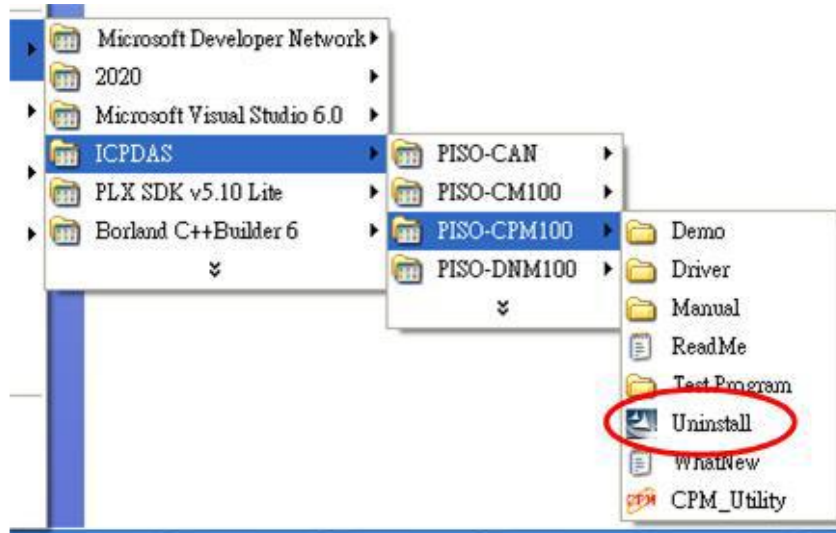 Microsoft Developer Network
2020
Microsoft Visual Studio 6.0
ICPDAS
PLX SDK v5.10 Lite
Borland C++Builder 6
PISO-CAN
PISO-CM100
PISO-CPM100
PISO-DNM100
Demo
Driver
Manual
ReadMe
Test Program
Uninstall
WhatNew
CPM CPM_Utility